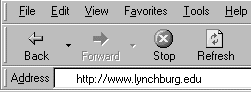 File Edit View Favorites Tools Help
Back Forward Stop Refresh
Address http://www.lynchburg.edu